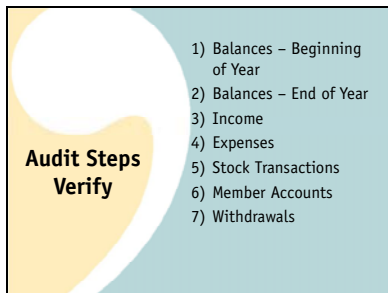 Audit Steps
Verify
1) Balances – Beginning
of Year
2) Balances – End of Year
3) Income
4) Expenses
5) Stock Transactions
6) Member Accounts
7) Withdrawals